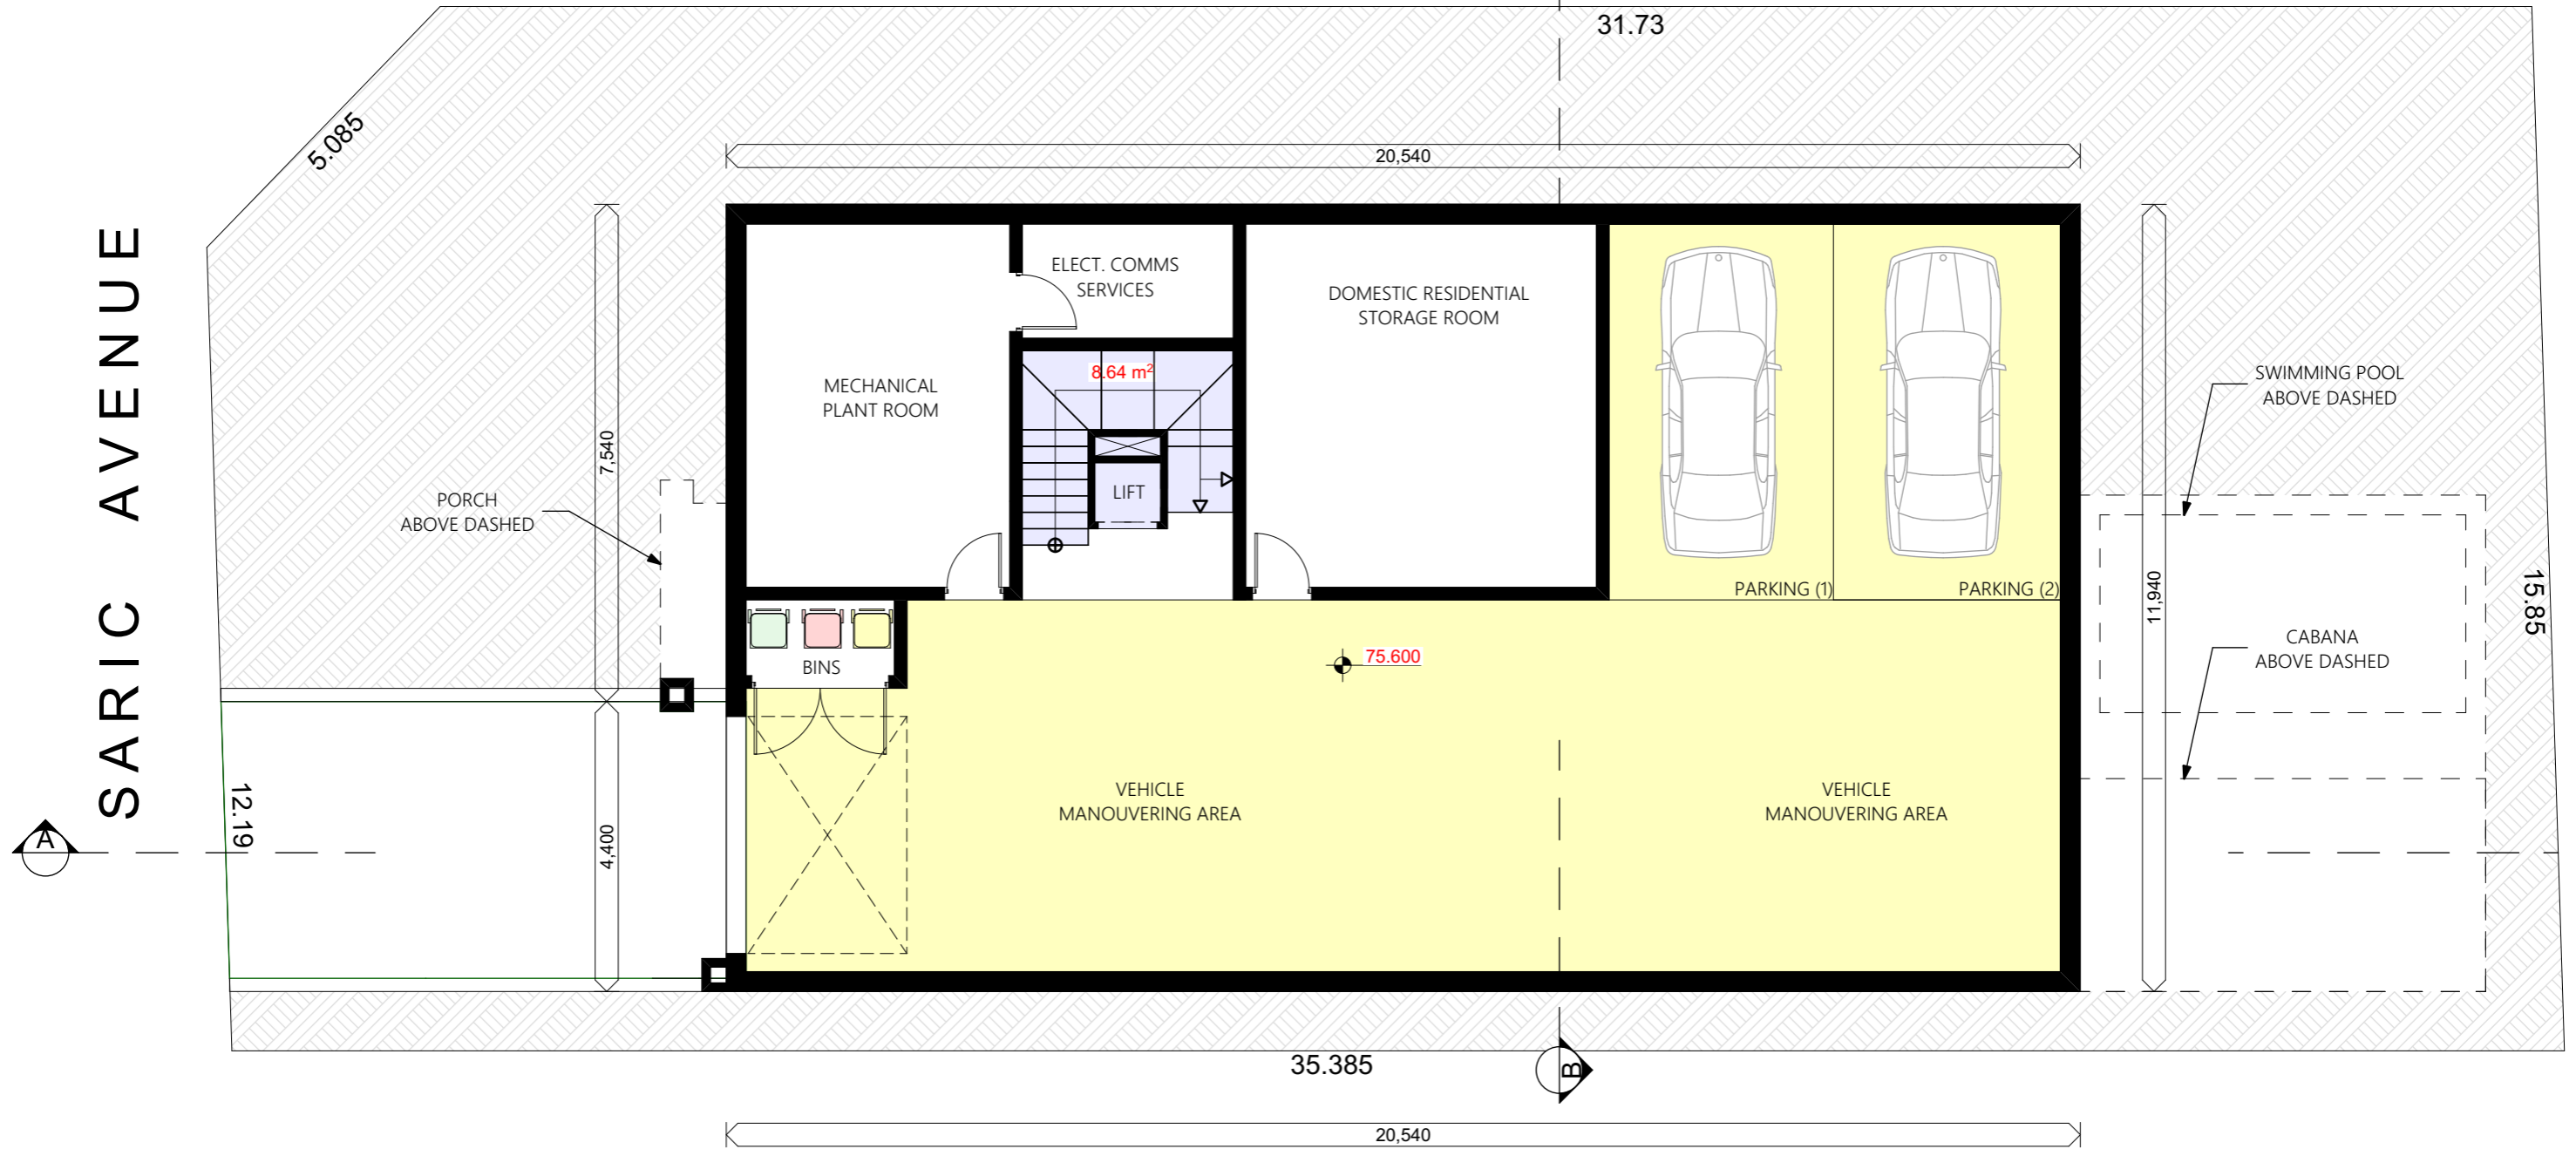 31.73
5.085
20,540
SARIC AVENUE
ELECT. COMMS
SERVICES
DOMESTIC RESIDENTIAL
STORAGE ROOM
8.64 m²
MECHANICAL
PLANT ROOM
SWIMMING POOL
ABOVE DASHED
7,540
PORCH
ABOVE DASHED
LIFT
PARKING (1)
PARKING (2)
11,940
15.85
BINS
75.600
CABANA
ABOVE DASHED
VEHICLE
MANOUVERING AREA
VEHICLE
MANOUVERING AREA
12.19
4,400
A
35.385
B
20,540